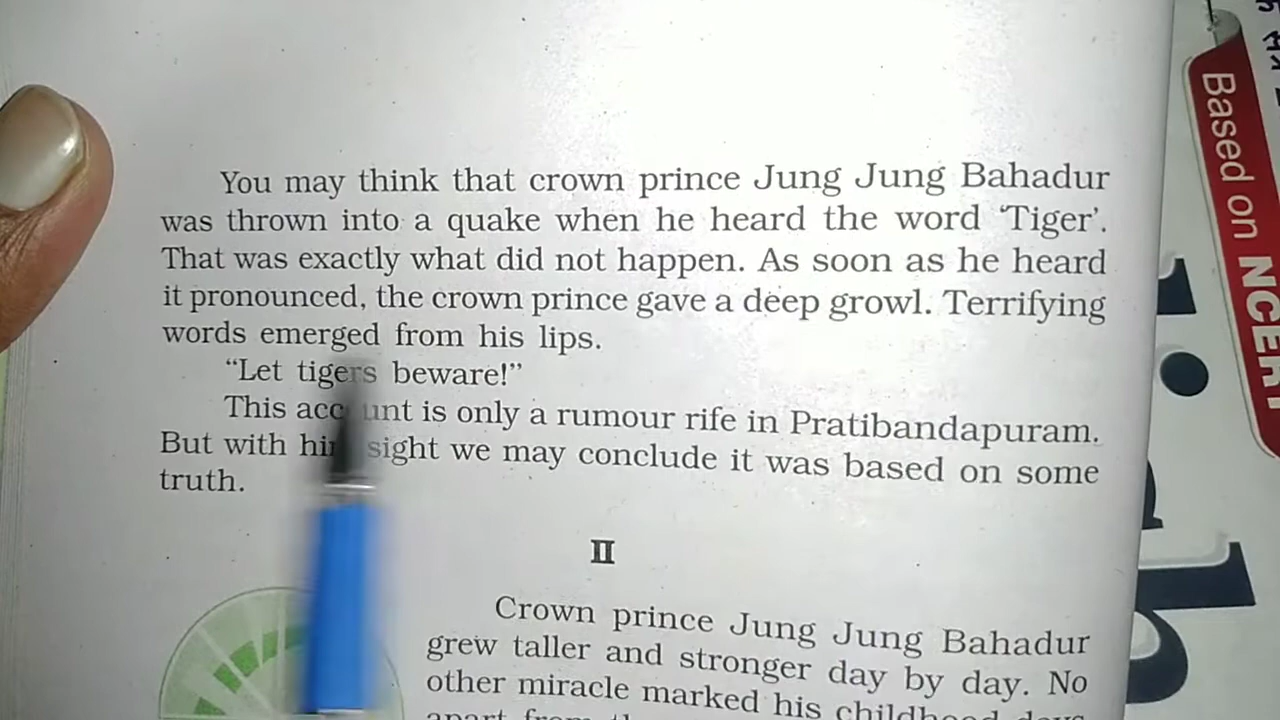 You may think that crown prince Jung Jung Bahadur
was thrown into a quake when he heard the word ‘Tiger’.
That was exactly what did not happen. As soon as he heard
it pronounced, the crown prince gave a deep growl. Terrifying
words emerged from his lips.
“Let tigers beware!”
This account is only a rumour rife in Pratibandapuram.
But with hindsight we may conclude it was based on some
truth.
II
Crown prince Jung Jung Bahadur
grew taller and stronger day by day. No
other miracle marked his childhood days
apart from
Based on NCERT